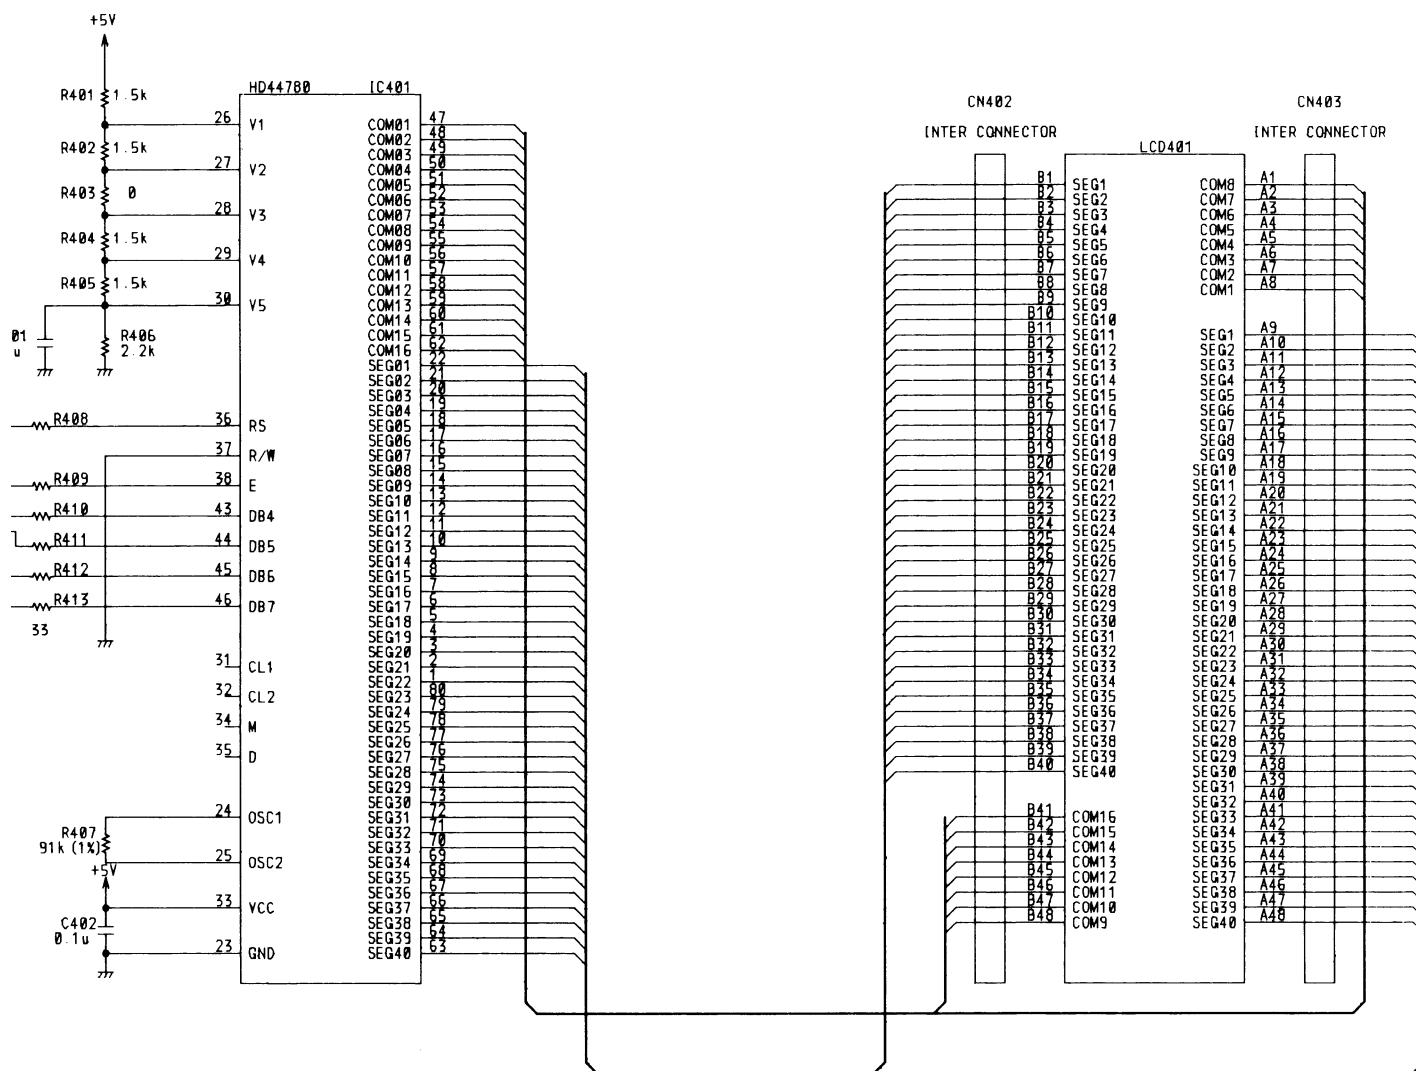 +5V
R401 1.5k
R402 1.5k
R403 0
R404 1.5k
R405 1.5k
01
u
R406
2.2k
R408
R409
R410
R411
R412
R413
33
R407
91k (1%)
+5V
C402
0.1u
HD44780 IC401
26 V1
27 V2
28 V3
29 V4
30 V5
36 RS
37 R/W
38 E
43 DB4
44 DB5
45 DB6
46 DB7
31 CL1
32 CL2
34 M
35 D
24 OSC1
25 OSC2
33 VCC
23 GND
COM01 47
COM02 48
COM03 49
COM04 50
COM05 51
COM06 52
COM07 53
COM08 54
COM09 55
COM10 56
COM11 57
COM12 58
COM13 59
COM14 60
COM15 61
COM16 62
SEG01 22
SEG02 21
SEG03 20
SEG04 19
SEG05 18
SEG06 17
SEG07 16
SEG08 15
SEG09 14
SEG10 13
SEG11 12
SEG12 11
SEG13 10
SEG14 9
SEG15 8
SEG16 7
SEG17 6
SEG18 5
SEG19 4
SEG20 3
SEG21 2
SEG22 1
SEG23 80
SEG24 79
SEG25 78
SEG26 77
SEG27 76
SEG28 75
SEG29 74
SEG30 73
SEG31 72
SEG32 71
SEG33 70
SEG34 69
SEG35 68
SEG36 67
SEG37 66
SEG38 65
SEG39 64
SEG40 63
CN402
INTER CONNECTOR
LCD401
CN403
INTER CONNECTOR
B1 SEG1
B2 SEG2
B3 SEG3
B4 SEG4
B5 SEG5
B6 SEG6
B7 SEG7
B8 SEG8
B9 SEG9
B10 SEG10
B11 SEG11
B12 SEG12
B13 SEG13
B14 SEG14
B15 SEG15
B16 SEG16
B17 SEG17
B18 SEG18
B19 SEG19
B20 SEG20
B21 SEG21
B22 SEG22
B23 SEG23
B24 SEG24
B25 SEG25
B26 SEG26
B27 SEG27
B28 SEG28
B29 SEG29
B30 SEG30
B31 SEG31
B32 SEG32
B33 SEG33
B34 SEG34
B35 SEG35
B36 SEG36
B37 SEG37
B38 SEG38
B39 SEG39
B40 SEG40
B41 COM16
B42 COM15
B43 COM14
B44 COM13
B45 COM12
B46 COM11
B47 COM10
B48 COM9
COM8 A1
COM7 A2
COM6 A3
COM5 A4
COM4 A5
COM3 A6
COM2 A7
COM1 A8
SEG1 A9
SEG2 A10
SEG3 A11
SEG4 A12
SEG5 A13
SEG6 A14
SEG7 A15
SEG8 A16
SEG9 A17
SEG10 A18
SEG11 A19
SEG12 A20
SEG13 A21
SEG14 A22
SEG15 A23
SEG16 A24
SEG17 A25
SEG18 A26
SEG19 A27
SEG20 A28
SEG21 A29
SEG22 A30
SEG23 A31
SEG24 A32
SEG25 A33
SEG26 A34
SEG27 A35
SEG28 A36
SEG29 A37
SEG30 A38
SEG31 A39
SEG32 A40
SEG33 A41
SEG34 A42
SEG35 A43
SEG36 A44
SEG37 A45
SEG38 A46
SEG39 A47
SEG40 A48